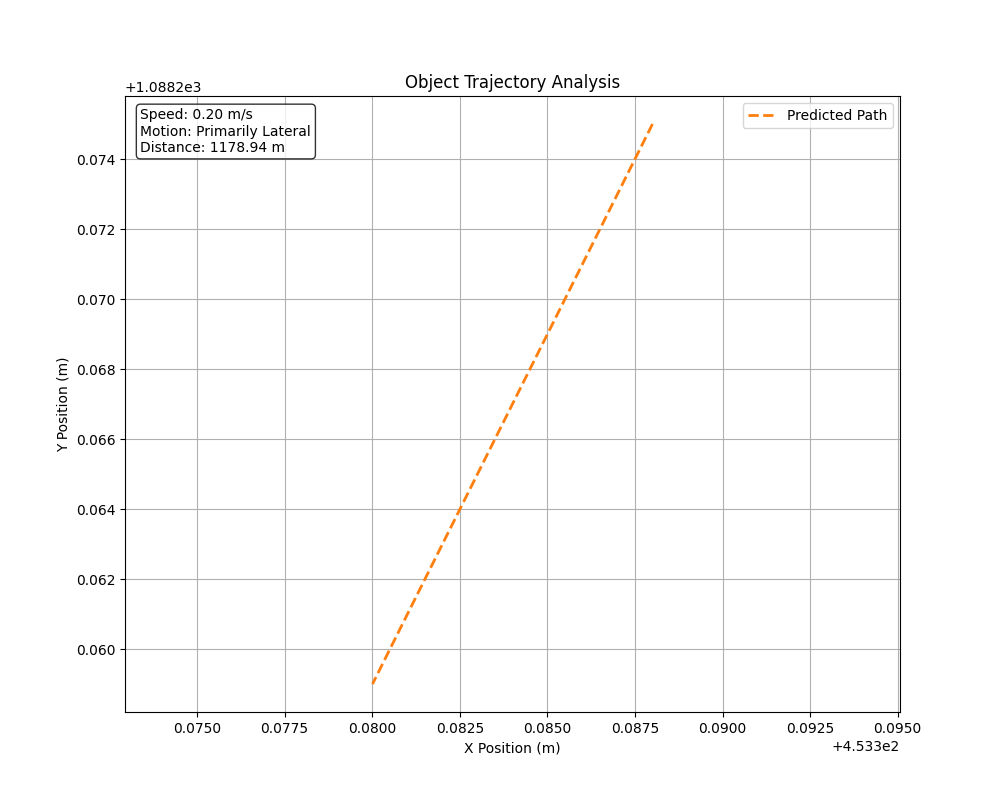 Object Trajectory Analysis
+1.0882e3
Speed: 0.20 m/s
Motion: Primarily Lateral
Distance: 1178.94 m
Predicted Path
0.074
0.072
0.070
0.068
0.066
0.064
0.062
0.060
Y Position (m)
0.0750 0.0775 0.0800 0.0825 0.0850 0.0875 0.0900 0.0925 0.0950
X Position (m)
+4.533e2